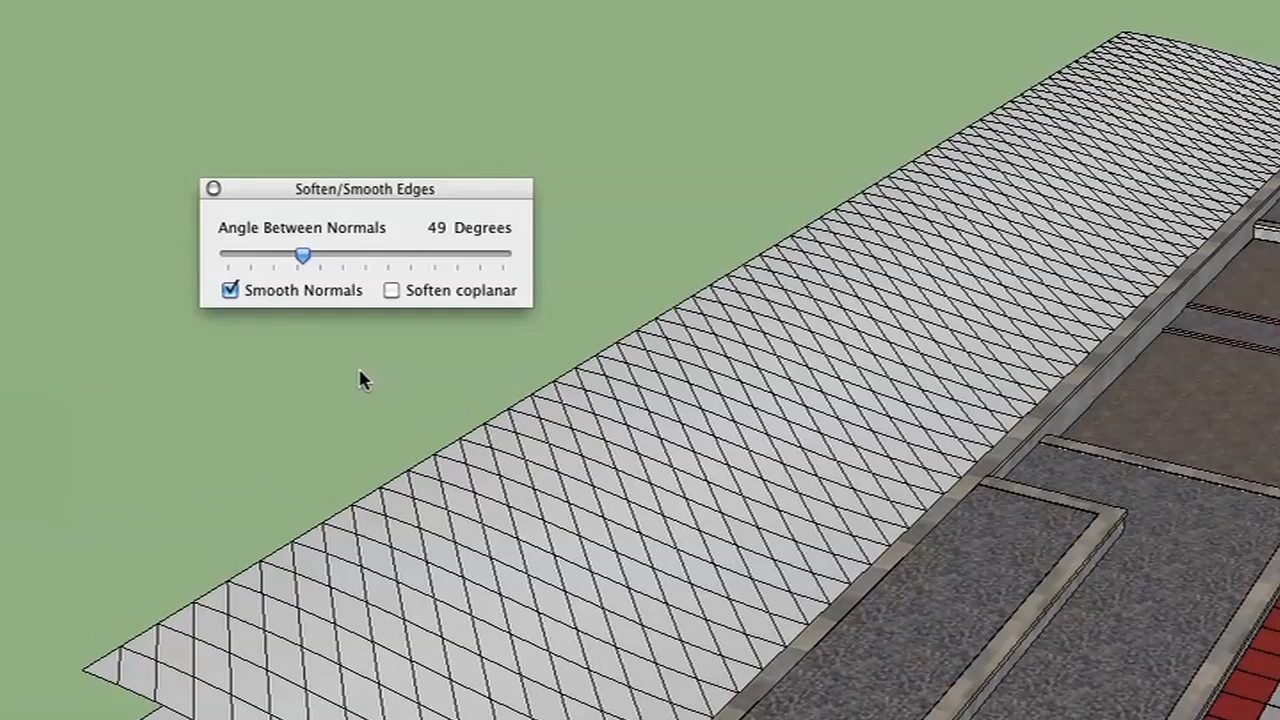 Soften/Smooth Edges
Angle Between Normals 49 Degrees
Smooth Normals Soften coplanar